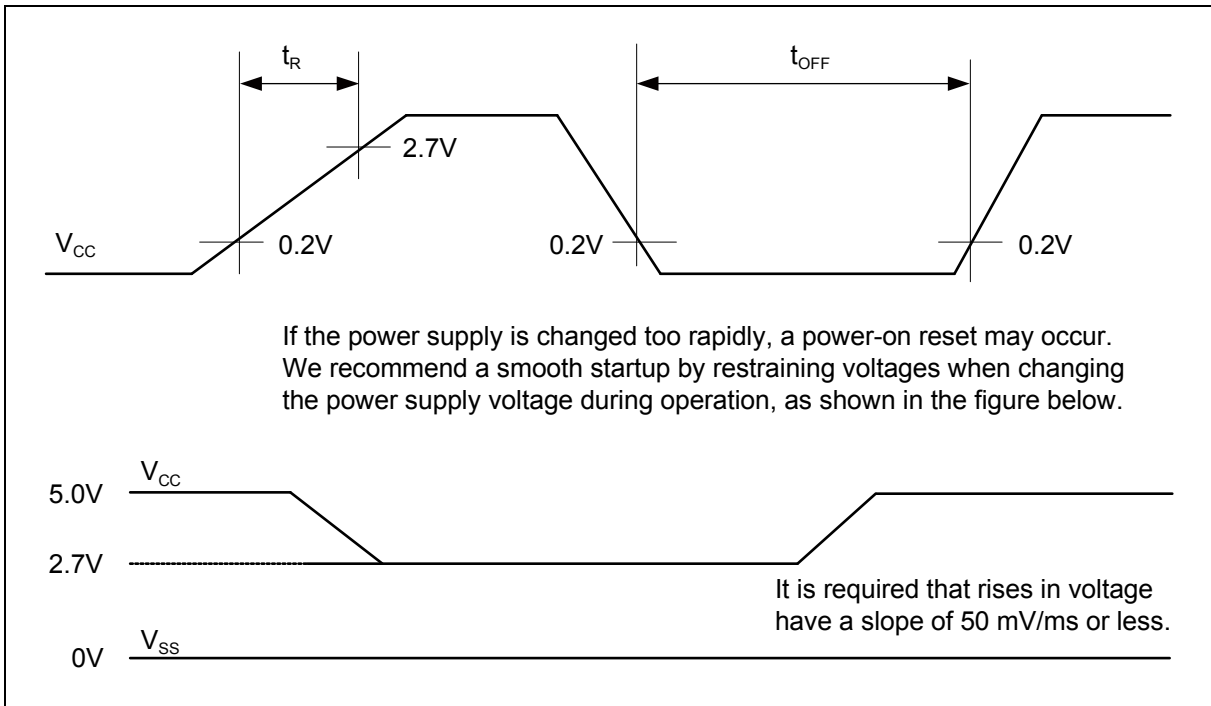 tR
tOFF
2.7V
VCC
0.2V
0.2V
0.2V
If the power supply is changed too rapidly, a power-on reset may occur.
We recommend a smooth startup by restraining voltages when changing
the power supply voltage during operation, as shown in the figure below.
VCC
5.0V
2.7V
It is required that rises in voltage
have a slope of 50 mV/ms or less.
VSS
0V